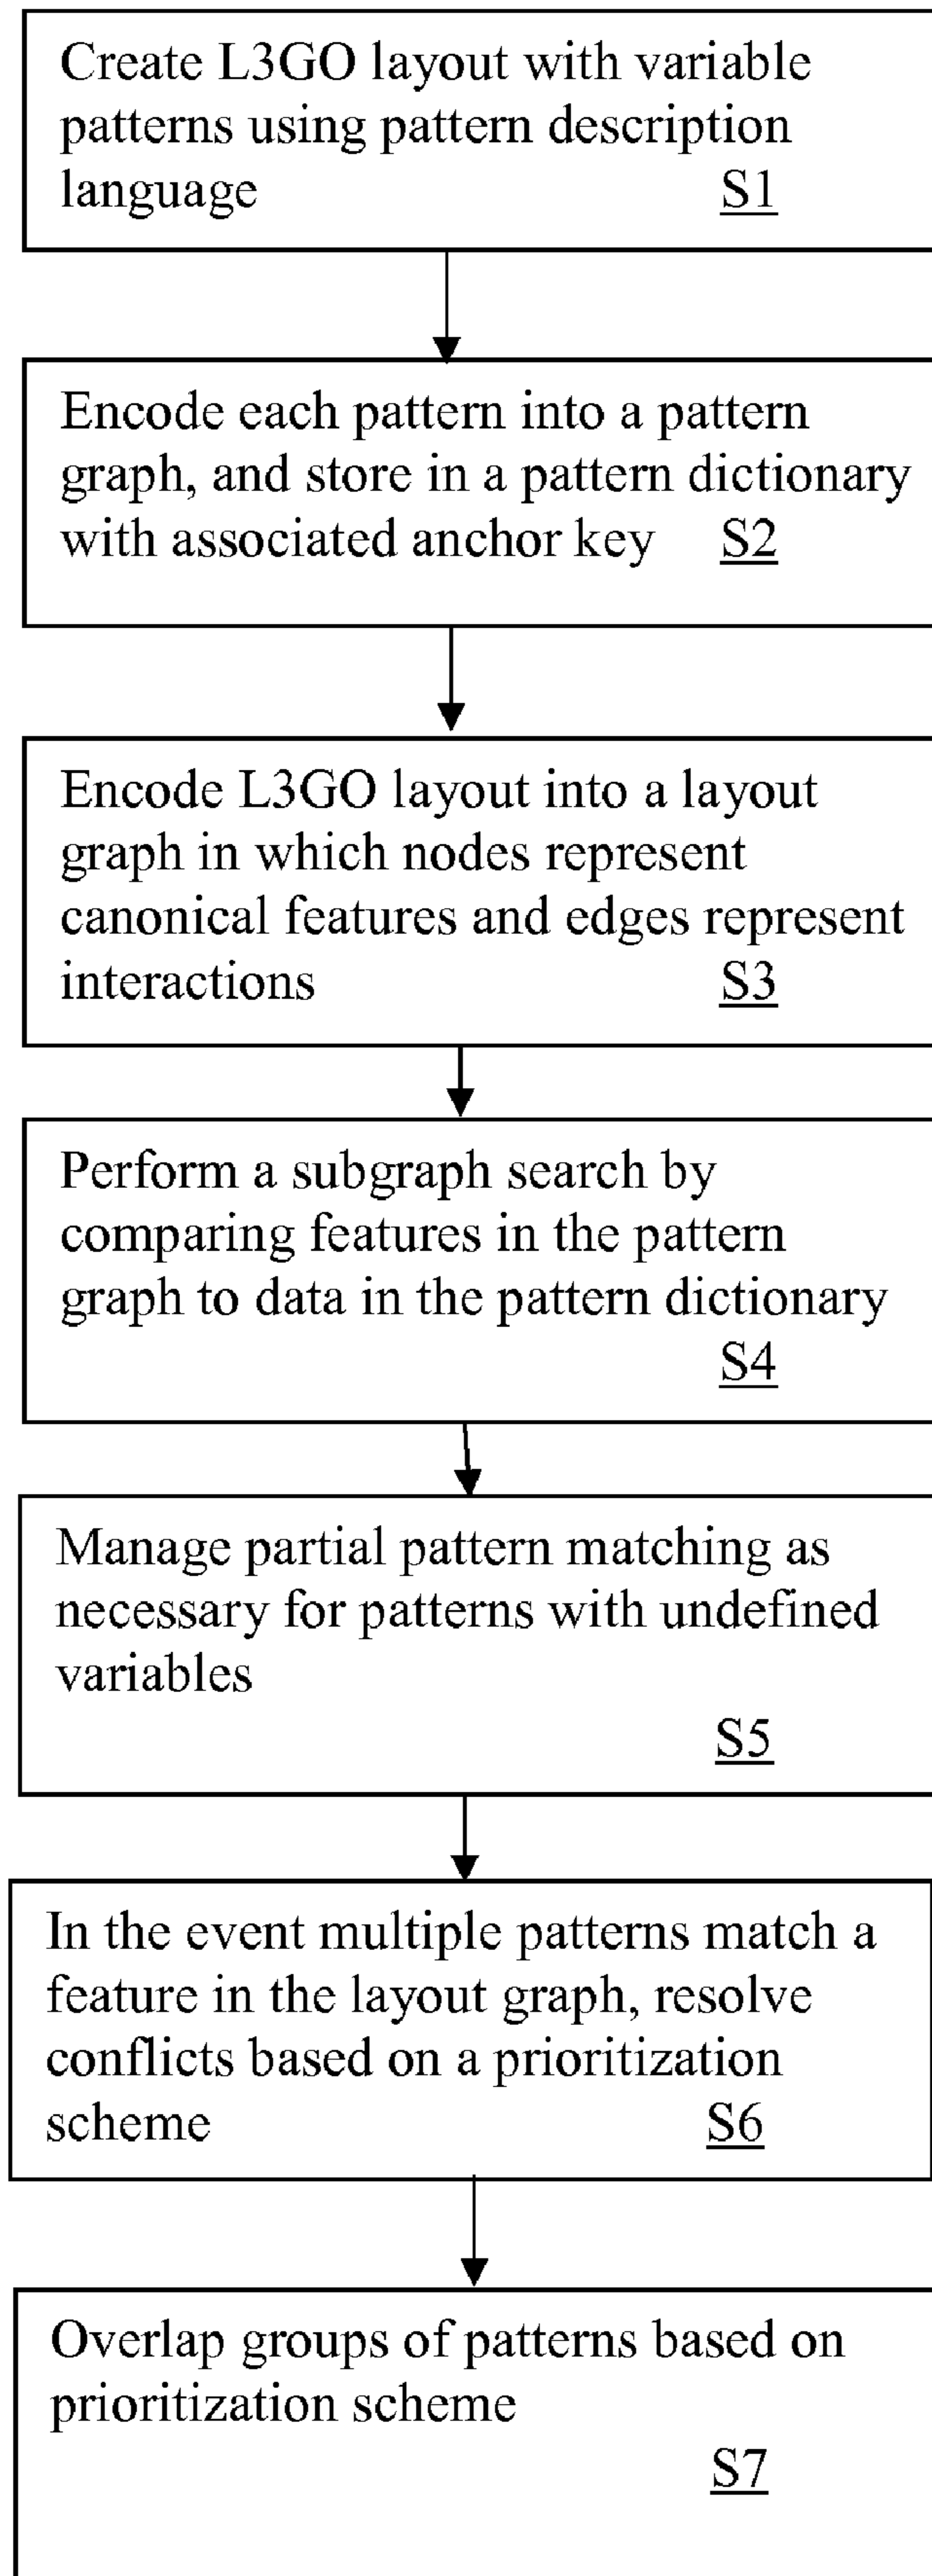 Create L3GO layout with variable
patterns using pattern description
language S1
Encode each pattern into a pattern
graph, and store in a pattern dictionary
with associated anchor key S2
Encode L3GO layout into a layout
graph in which nodes represent
canonical features and edges represent
interactions S3
Perform a subgraph search by
comparing features in the pattern
graph to data in the pattern dictionary
S4
Manage partial pattern matching as
necessary for patterns with undefined
variables
S5
In the event multiple patterns match a
feature in the layout graph, resolve
conflicts based on a prioritization
scheme S6
Overlap groups of patterns based on
prioritization scheme
S7